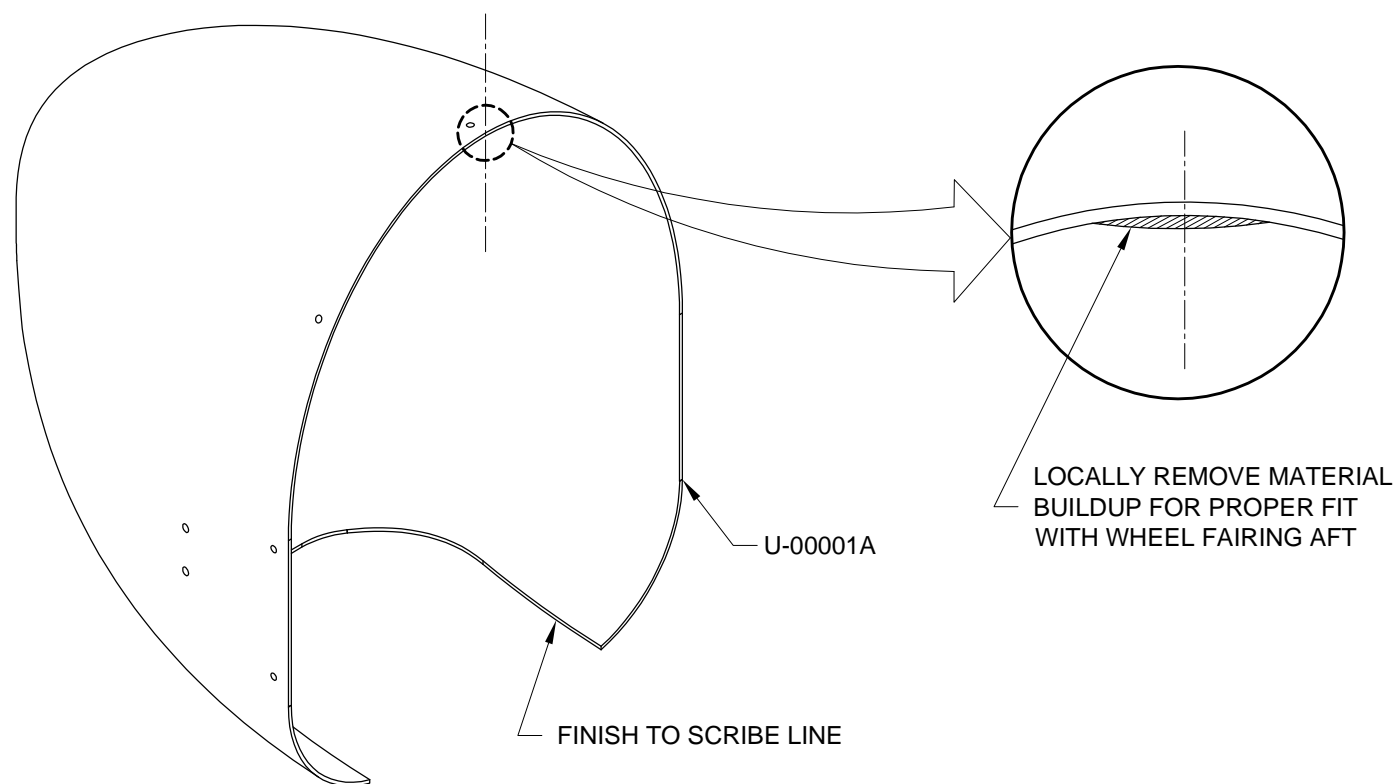 LOCALLY REMOVE MATERIAL
BUILDUP FOR PROPER FIT
WITH WHEEL FAIRING AFT
U-00001A
FINISH TO SCRIBE LINE